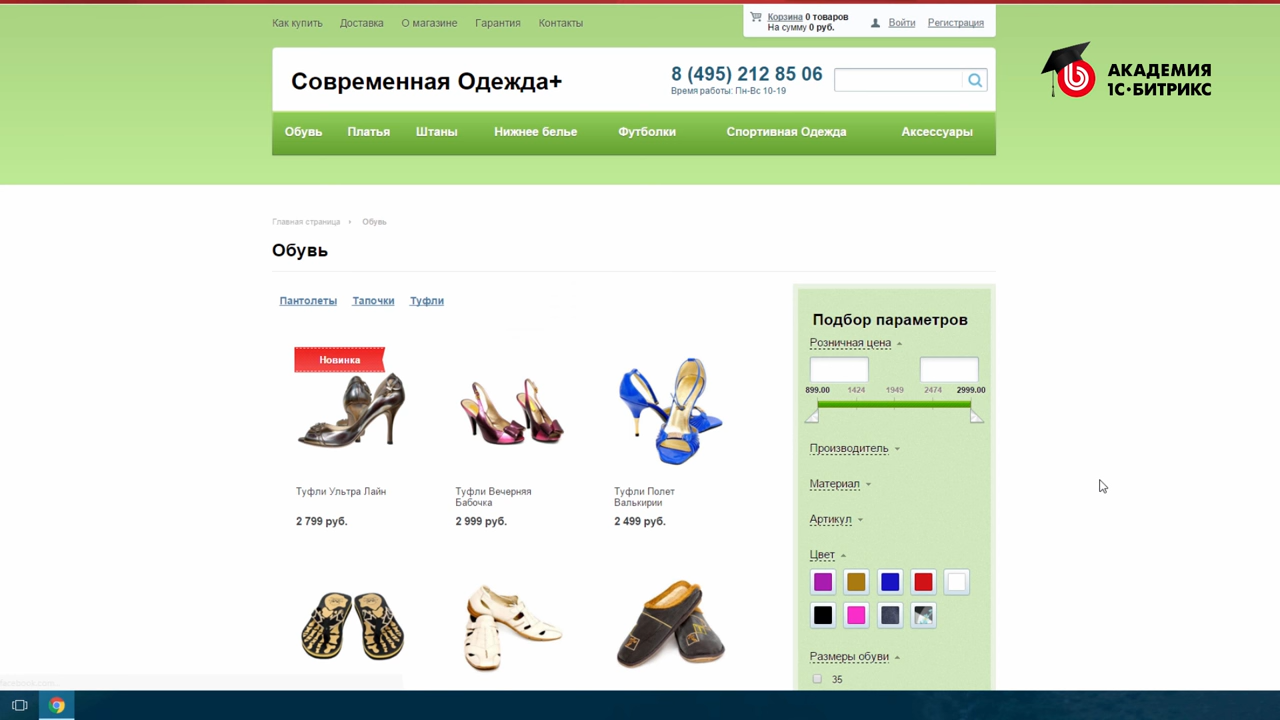 Как купить Доставка О магазине Гарантия Контакты
Корзина 0 товаров
На сумму 0 руб.
Войти Регистрация
Современная Одежда+
8 (495) 212 85 06
Время работы: Пн-Вс 10-19
АКАДЕМИЯ
1С·БИТРИКС
Обувь Платья Штаны Нижнее белье Футболки Спортивная Одежда Аксессуары
Главная страница Обувь
Обувь
Пантолеты Тапочки Туфли
Подбор параметров
Розничная цена
899.00 1424 1949 2474 2999.00
Новинка
Туфли Ультра Лайн
2 799 руб.
Туфли Вечерняя
Бабочка
2 999 руб.
Туфли Полет
Валькирии
2 499 руб.
Производитель
Материал
Артикул
Цвет
Размеры обуви
35